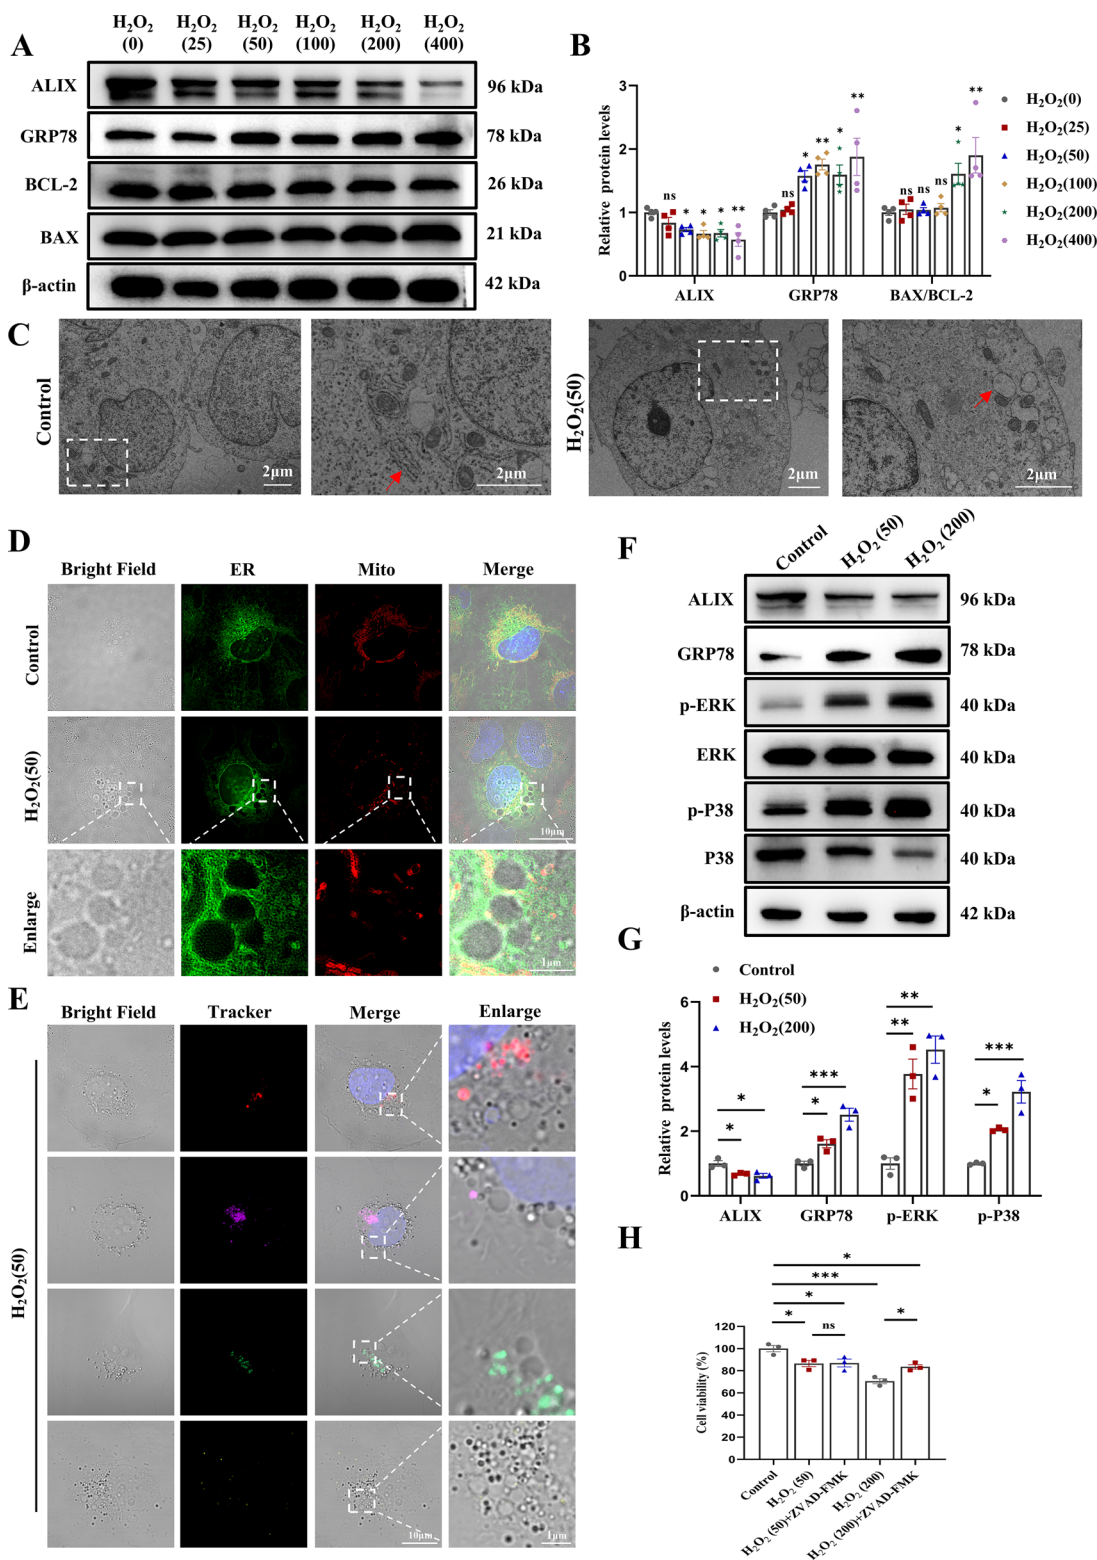 A
H₂O₂ H₂O₂ H₂O₂ H₂O₂ H₂O₂ H₂O₂
(0) (25) (50) (100) (200) (400)
ALIX 96 kDa
GRP78 78 kDa
BCL-2 26 kDa
BAX 21 kDa
β-actin 42 kDa
B
Relative protein levels
3
2
1
0
ns * * * **
ns * ** * **
ns ns ns * **
ALIX GRP78 BAX/BCL-2
H₂O₂(0)
H₂O₂(25)
H₂O₂(50)
H₂O₂(100)
H₂O₂(200)
H₂O₂(400)
C
Control
2μm
2μm
H₂O₂(50)
2μm
2μm
D
Bright Field ER Mito Merge
Control
H₂O₂(50)
10μm
Enlarge
1μm
E
Bright Field Tracker Merge Enlarge
H₂O₂(50)
10μm
1μm
F
Control H₂O₂(50) H₂O₂(200)
ALIX 96 kDa
GRP78 78 kDa
p-ERK 40 kDa
ERK 40 kDa
p-P38 40 kDa
P38 40 kDa
β-actin 42 kDa
G
Control
H₂O₂(50)
H₂O₂(200)
Relative protein levels
6
4
2
0
* *
* ***
** **
* ***
ALIX GRP78 p-ERK p-P38
H
*
***
*
* ns *
Cell viability (%)
120
100
80
60
40
20
0
Control
H₂O₂ (50)
H₂O₂ (50)+ZVAD-FMK
H₂O₂ (200)
H₂O₂ (200)+ZVAD-FMK